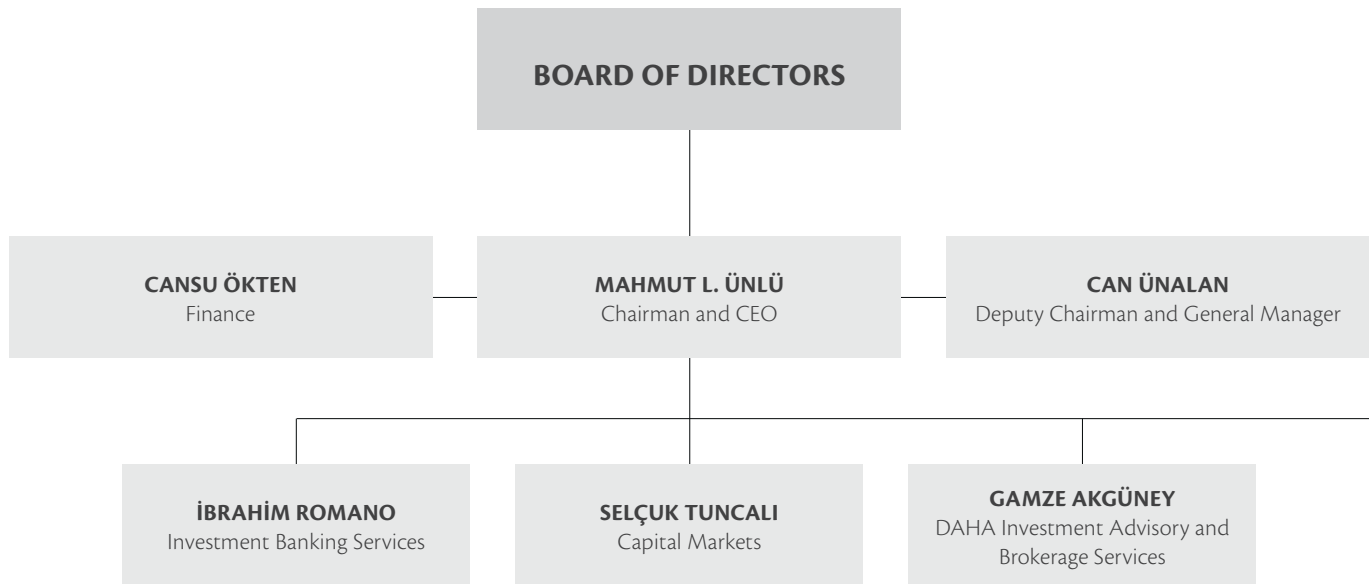 BOARD OF DIRECTORS
CANSU ÖKTEN
Finance
MAHMUT L. ÜNLÜ
Chairman and CEO
CAN ÜNALAN
Deputy Chairman and General Manager
İBRAHİM ROMANO
Investment Banking Services
SELÇUK TUNCALI
Capital Markets
GAMZE AKGÜNEY
DAHA Investment Advisory and
Brokerage Services